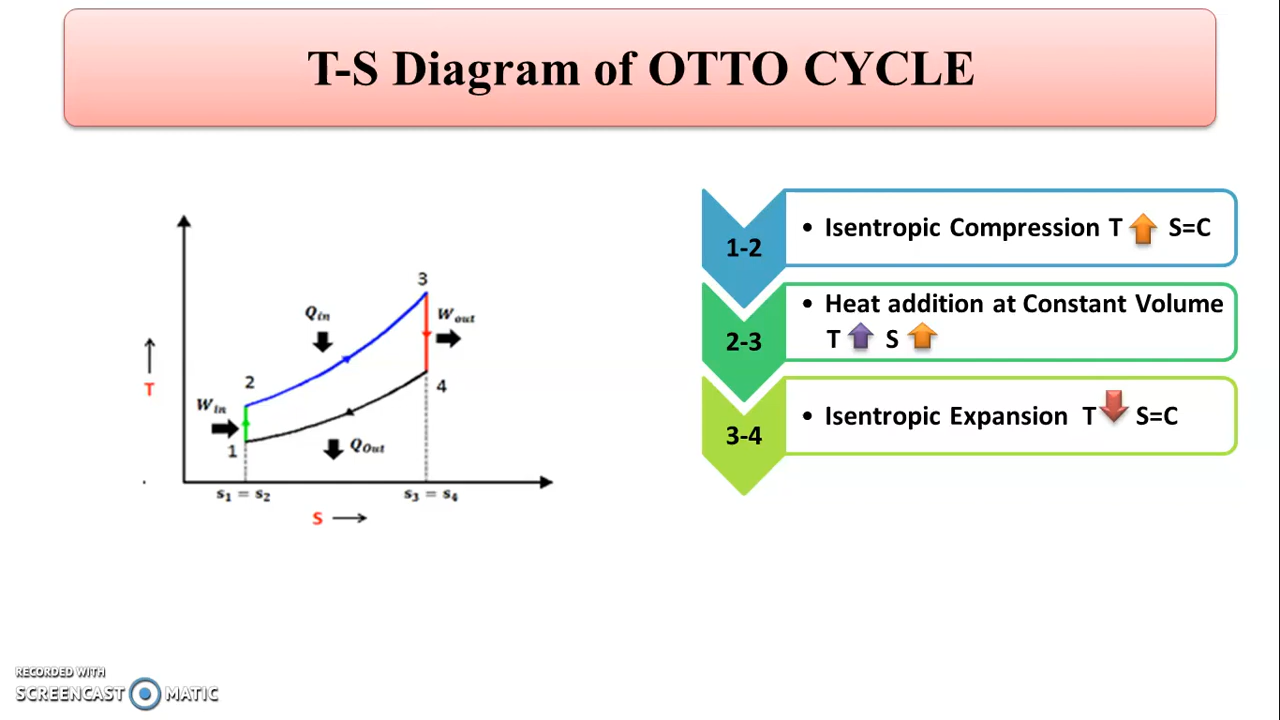 T-S Diagram of OTTO CYCLE
3
Qin
Wout
2
4
Win
1
QOut
T
s1 = s2
s3 = s4
S
1-2
• Isentropic Compression T S=C
2-3
• Heat addition at Constant Volume
T S
3-4
• Isentropic Expansion T S=C
RECORDED WITH
SCREENCAST MATIC